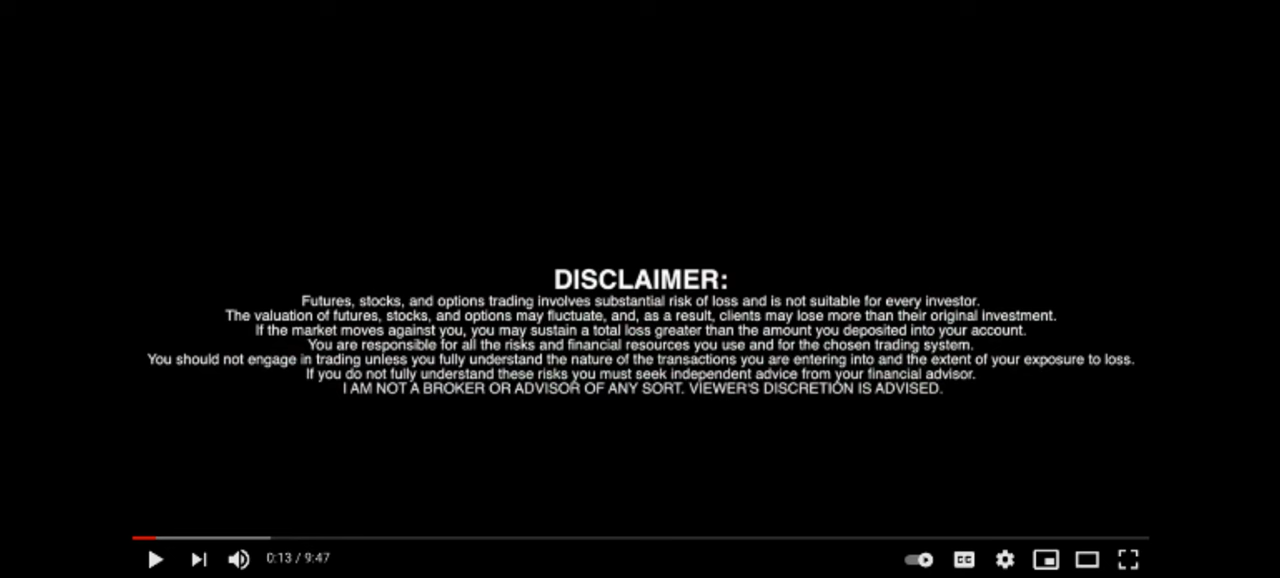 DISCLAIMER:
Futures, stocks, and options trading involves substantial risk of loss and is not suitable for every investor.
The valuation of futures, stocks, and options may fluctuate, and, as a result, clients may lose more than their original investment.
If the market moves against you, you may sustain a total loss greater than the amount you deposited into your account.
You are responsible for all the risks and financial resources you use and for the chosen trading system.
You should not engage in trading unless you fully understand the nature of the transactions you are entering into and the extent of your exposure to loss.
If you do not fully understand these risks you must seek independent advice from your financial advisor.
I AM NOT A BROKER OR ADVISOR OF ANY SORT. VIEWER'S DISCRETION IS ADVISED.
0:13 / 9:47
CC